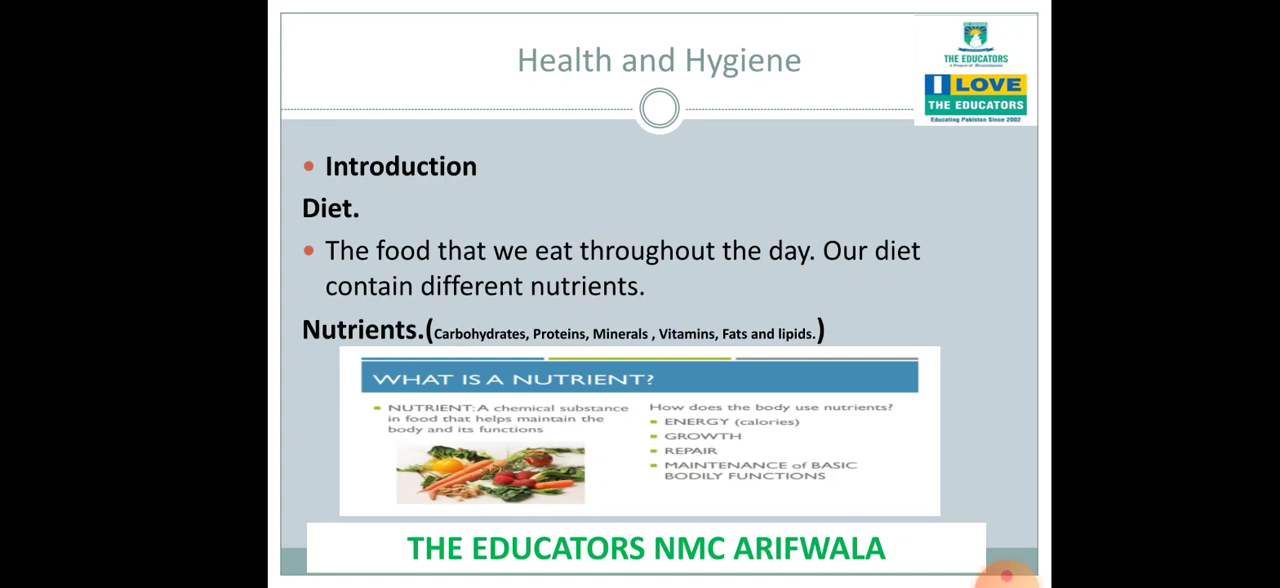 Health and Hygiene
THE EDUCATORS
I LOVE
THE EDUCATORS
Educating Pakistan Since 2002
• Introduction
Diet.
• The food that we eat throughout the day. Our diet
contain different nutrients.
Nutrients.(Carbohydrates, Proteins, Minerals , Vitamins, Fats and lipids.)
WHAT IS A NUTRIENT?
NUTRIENT: A chemical substance
in food that helps maintain the
body and its functions
How does the body use nutrients?
ENERGY (calories)
GROWTH
REPAIR
MAINTENANCE of BASIC
BODILY FUNCTIONS
THE EDUCATORS NMC ARIFWALA